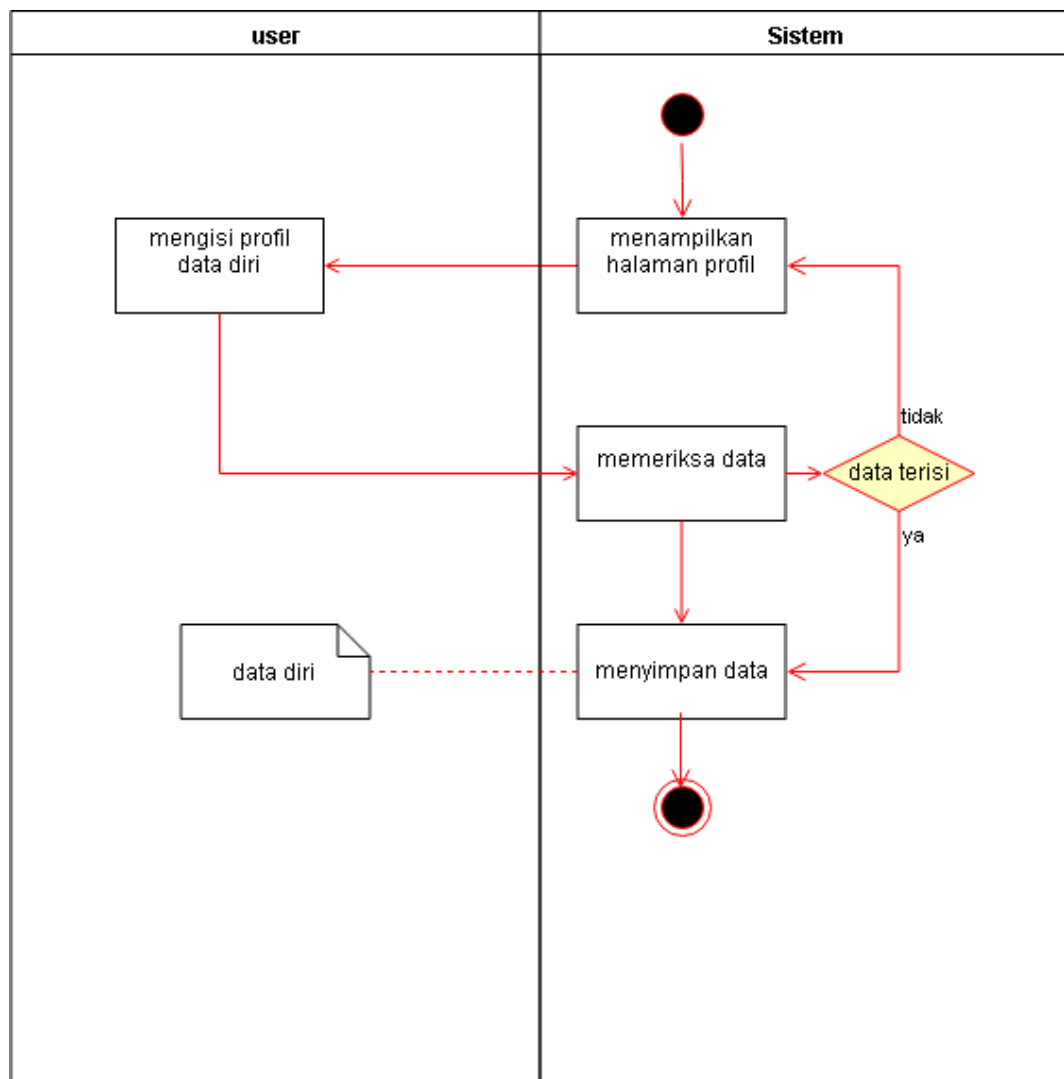 user
Sistem
mengisi profil
data diri
menampilkan
halaman profil
tidak
memeriksa data
data terisi
ya
data diri
menyimpan data